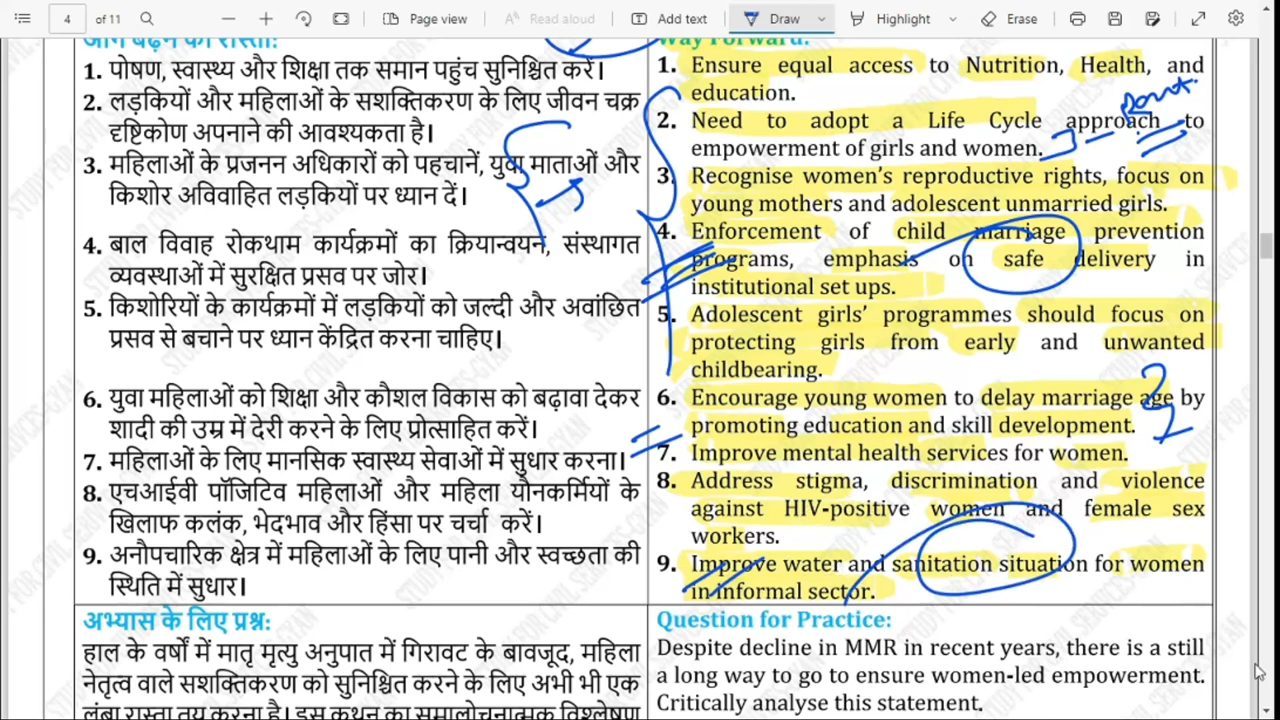 4 of 11
Page view
Read aloud
Add text
Draw
Highlight
Erase
आगे बढ़ने का रास्ता:
1. पोषण, स्वास्थ्य और शिक्षा तक समान पहुंच सुनिश्चित करें।
2. लड़कियों और महिलाओं के सशक्तिकरण के लिए जीवन चक्र
दृष्टिकोण अपनाने की आवश्यकता है।
3. महिलाओं के प्रजनन अधिकारों को पहचानें, युवा माताओं और
किशोर अविवाहित लड़कियों पर ध्यान दें।
4. बाल विवाह रोकथाम कार्यक्रमों का क्रियान्वयन, संस्थागत
व्यवस्थाओं में सुरक्षित प्रसव पर जोर।
5. किशोरियों के कार्यक्रमों में लड़कियों को जल्दी और अवांछित
प्रसव से बचाने पर ध्यान केंद्रित करना चाहिए।
6. युवा महिलाओं को शिक्षा और कौशल विकास को बढ़ावा देकर
शादी की उम्र में देरी करने के लिए प्रोत्साहित करें।
7. महिलाओं के लिए मानसिक स्वास्थ्य सेवाओं में सुधार करना।
8. एचआईवी पॉजिटिव महिलाओं और महिला यौनकर्मियों के
खिलाफ कलंक, भेदभाव और हिंसा पर चर्चा करें।
9. अनौपचारिक क्षेत्र में महिलाओं के लिए पानी और स्वच्छता की
स्थिति में सुधार।
अभ्यास के लिए प्रश्न:
हाल के वर्षों में मातृ मृत्यु अनुपात में गिरावट के बावजूद, महिला
नेतृत्व वाले सशक्तिकरण को सुनिश्चित करने के लिए अभी भी एक
लंबा रास्ता तय करना है। इस कथन का समालोचनात्मक विश्लेषण
Way Forward:
1. Ensure equal access to Nutrition, Health, and
education.
2. Need to adopt a Life Cycle approach to
empowerment of girls and women.
3. Recognise women's reproductive rights, focus on
young mothers and adolescent unmarried girls.
4. Enforcement of child marriage prevention
programs, emphasis on safe delivery in
institutional set ups.
5. Adolescent girls' programmes should focus on
protecting girls from early and unwanted
childbearing.
6. Encourage young women to delay marriage age by
promoting education and skill development.
7. Improve mental health services for women.
8. Address stigma, discrimination and violence
against HIV-positive women and female sex
workers.
9. Improve water and sanitation situation for women
in informal sector.
Question for Practice:
Despite decline in MMR in recent years, there is a still
a long way to go to ensure women-led empowerment.
Critically analyse this statement.